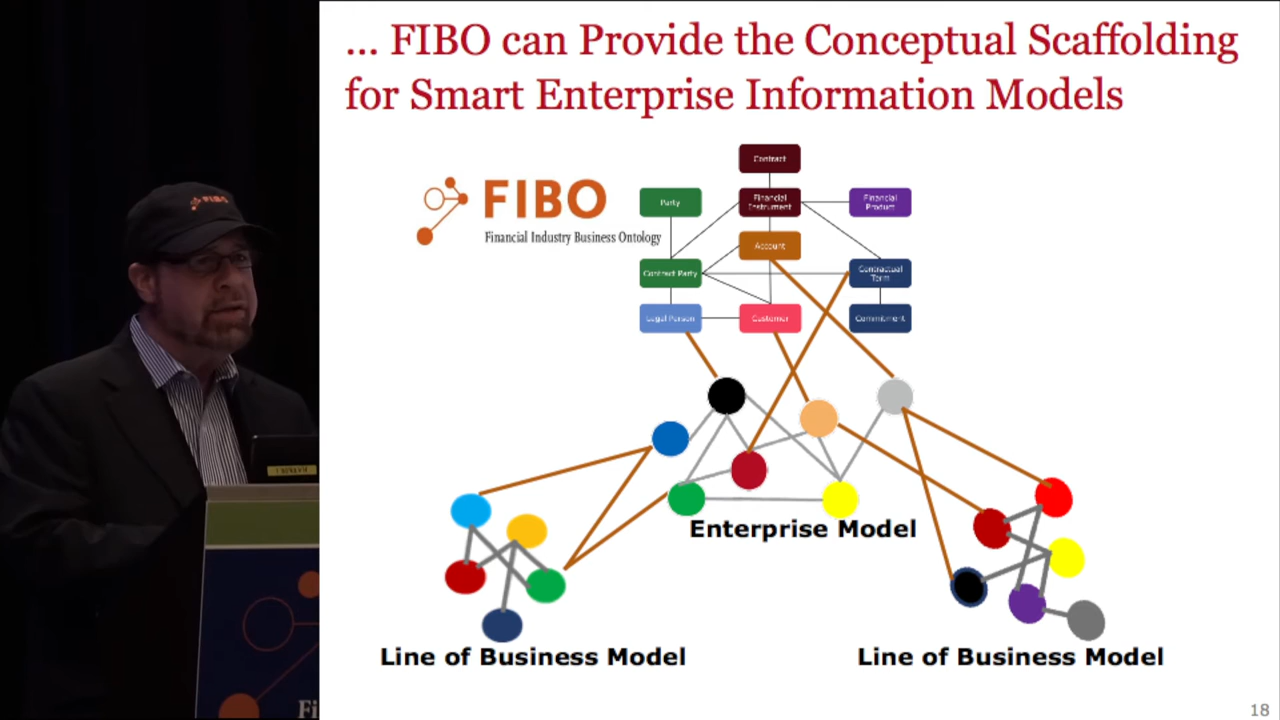 ... FIBO can Provide the Conceptual Scaffolding
for Smart Enterprise Information Models
FIBO
Financial Industry Business Ontology
Contract
Party
Financial
Instrument
Financial
Product
Account
Contract Party
Contractual
Term
Legal Person
Customer
Commitment
Enterprise Model
Line of Business Model
Line of Business Model
18
FIBO
Fi